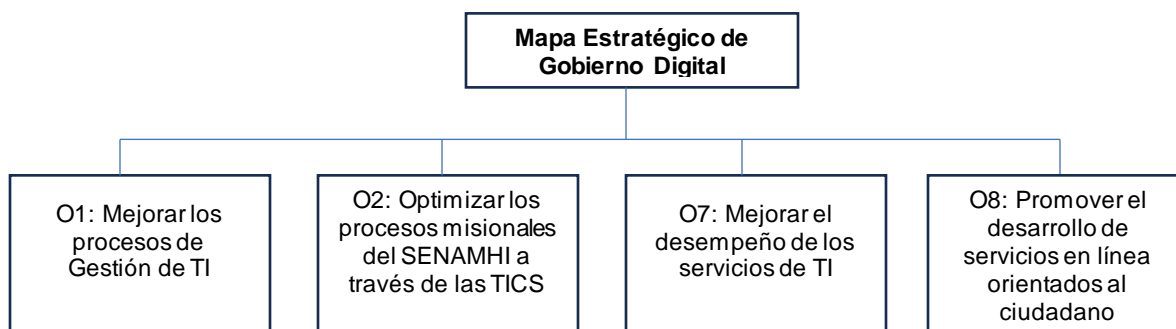 Mapa Estratégico de
Gobierno Digital
O1: Mejorar los
procesos de
Gestión de TI
O2: Optimizar los
procesos misionales
del SENAMHI a
través de las TICS
O7: Mejorar el
desempeño de los
servicios de TI
O8: Promover el
desarrollo de
servicios en línea
orientados al
ciudadano